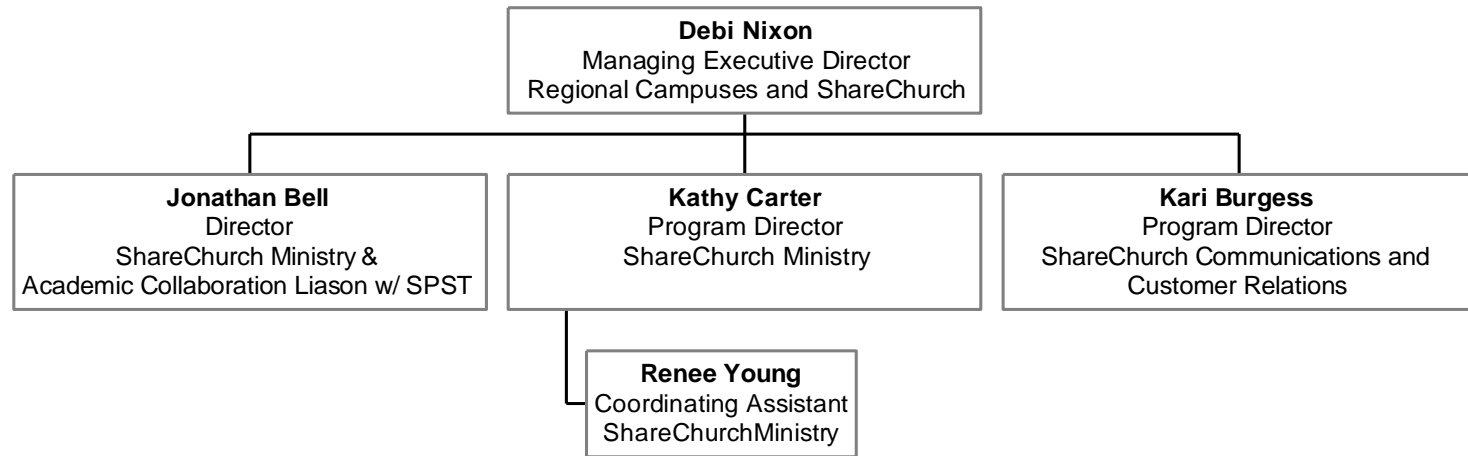 Debi Nixon
Managing Executive Director
Regional Campuses and ShareChurch
Jonathan Bell
Director
ShareChurch Ministry &
Academic Collaboration Liason w/ SPST
Kathy Carter
Program Director
ShareChurch Ministry
Kari Burgess
Program Director
ShareChurch Communications and
Customer Relations
Renee Young
Coordinating Assistant
ShareChurchMinistry